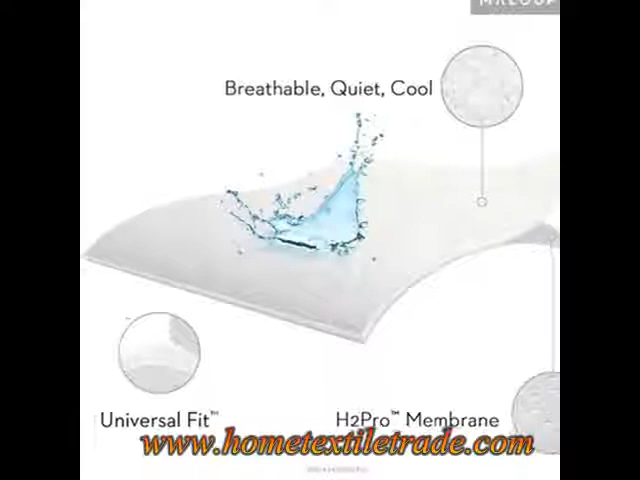 Breathable, Quiet, Cool
Universal Fit™
H2Pro™ Membrane
www.hometextiletrade.com